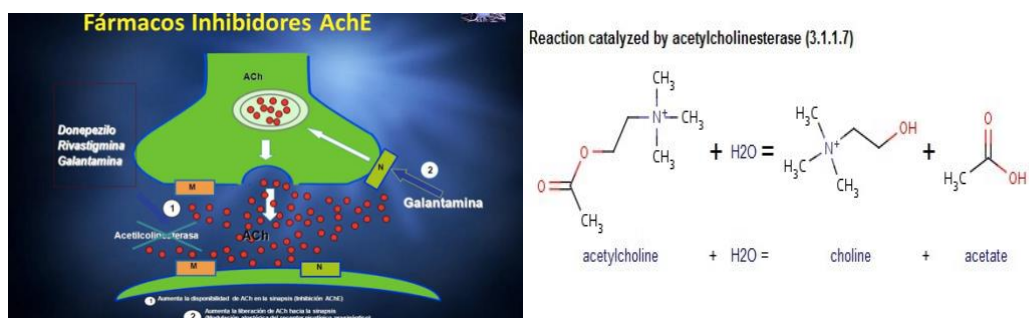 Fármacos Inhibidores AchE
ACh
Donepezilo
Rivastigmina
Galantamina
N
2
Galantamina
M
1
Acetilcolinesterasa
ACh
M
N
1 Aumenta la disponibilidad de ACh en la sinapsis (Inhibición AChE)
2 Aumenta la liberación de ACh hacia la sinapsis
Reaction catalyzed by acetylcholinesterase (3.1.1.7)
CH3
N+
CH3
CH3
O
O
CH3
+ H2O =
H3C
H3C
N+
CH3
OH
+
O
H3C
OH
acetylcholine + H2O = choline + acetate